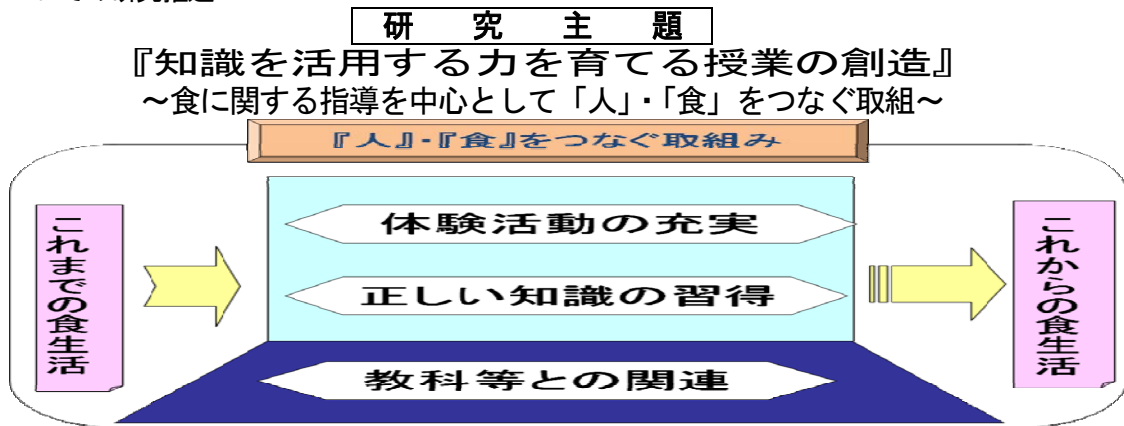 研究主題
『知識を活用する力を育てる授業の創造』
～食に関する指導を中心として「人」・「食」をつなぐ取組～
『人』・『食』をつなぐ取組み
これまでの食生活
体験活動の充実
正しい知識の習得
教科等との関連
これからの食生活